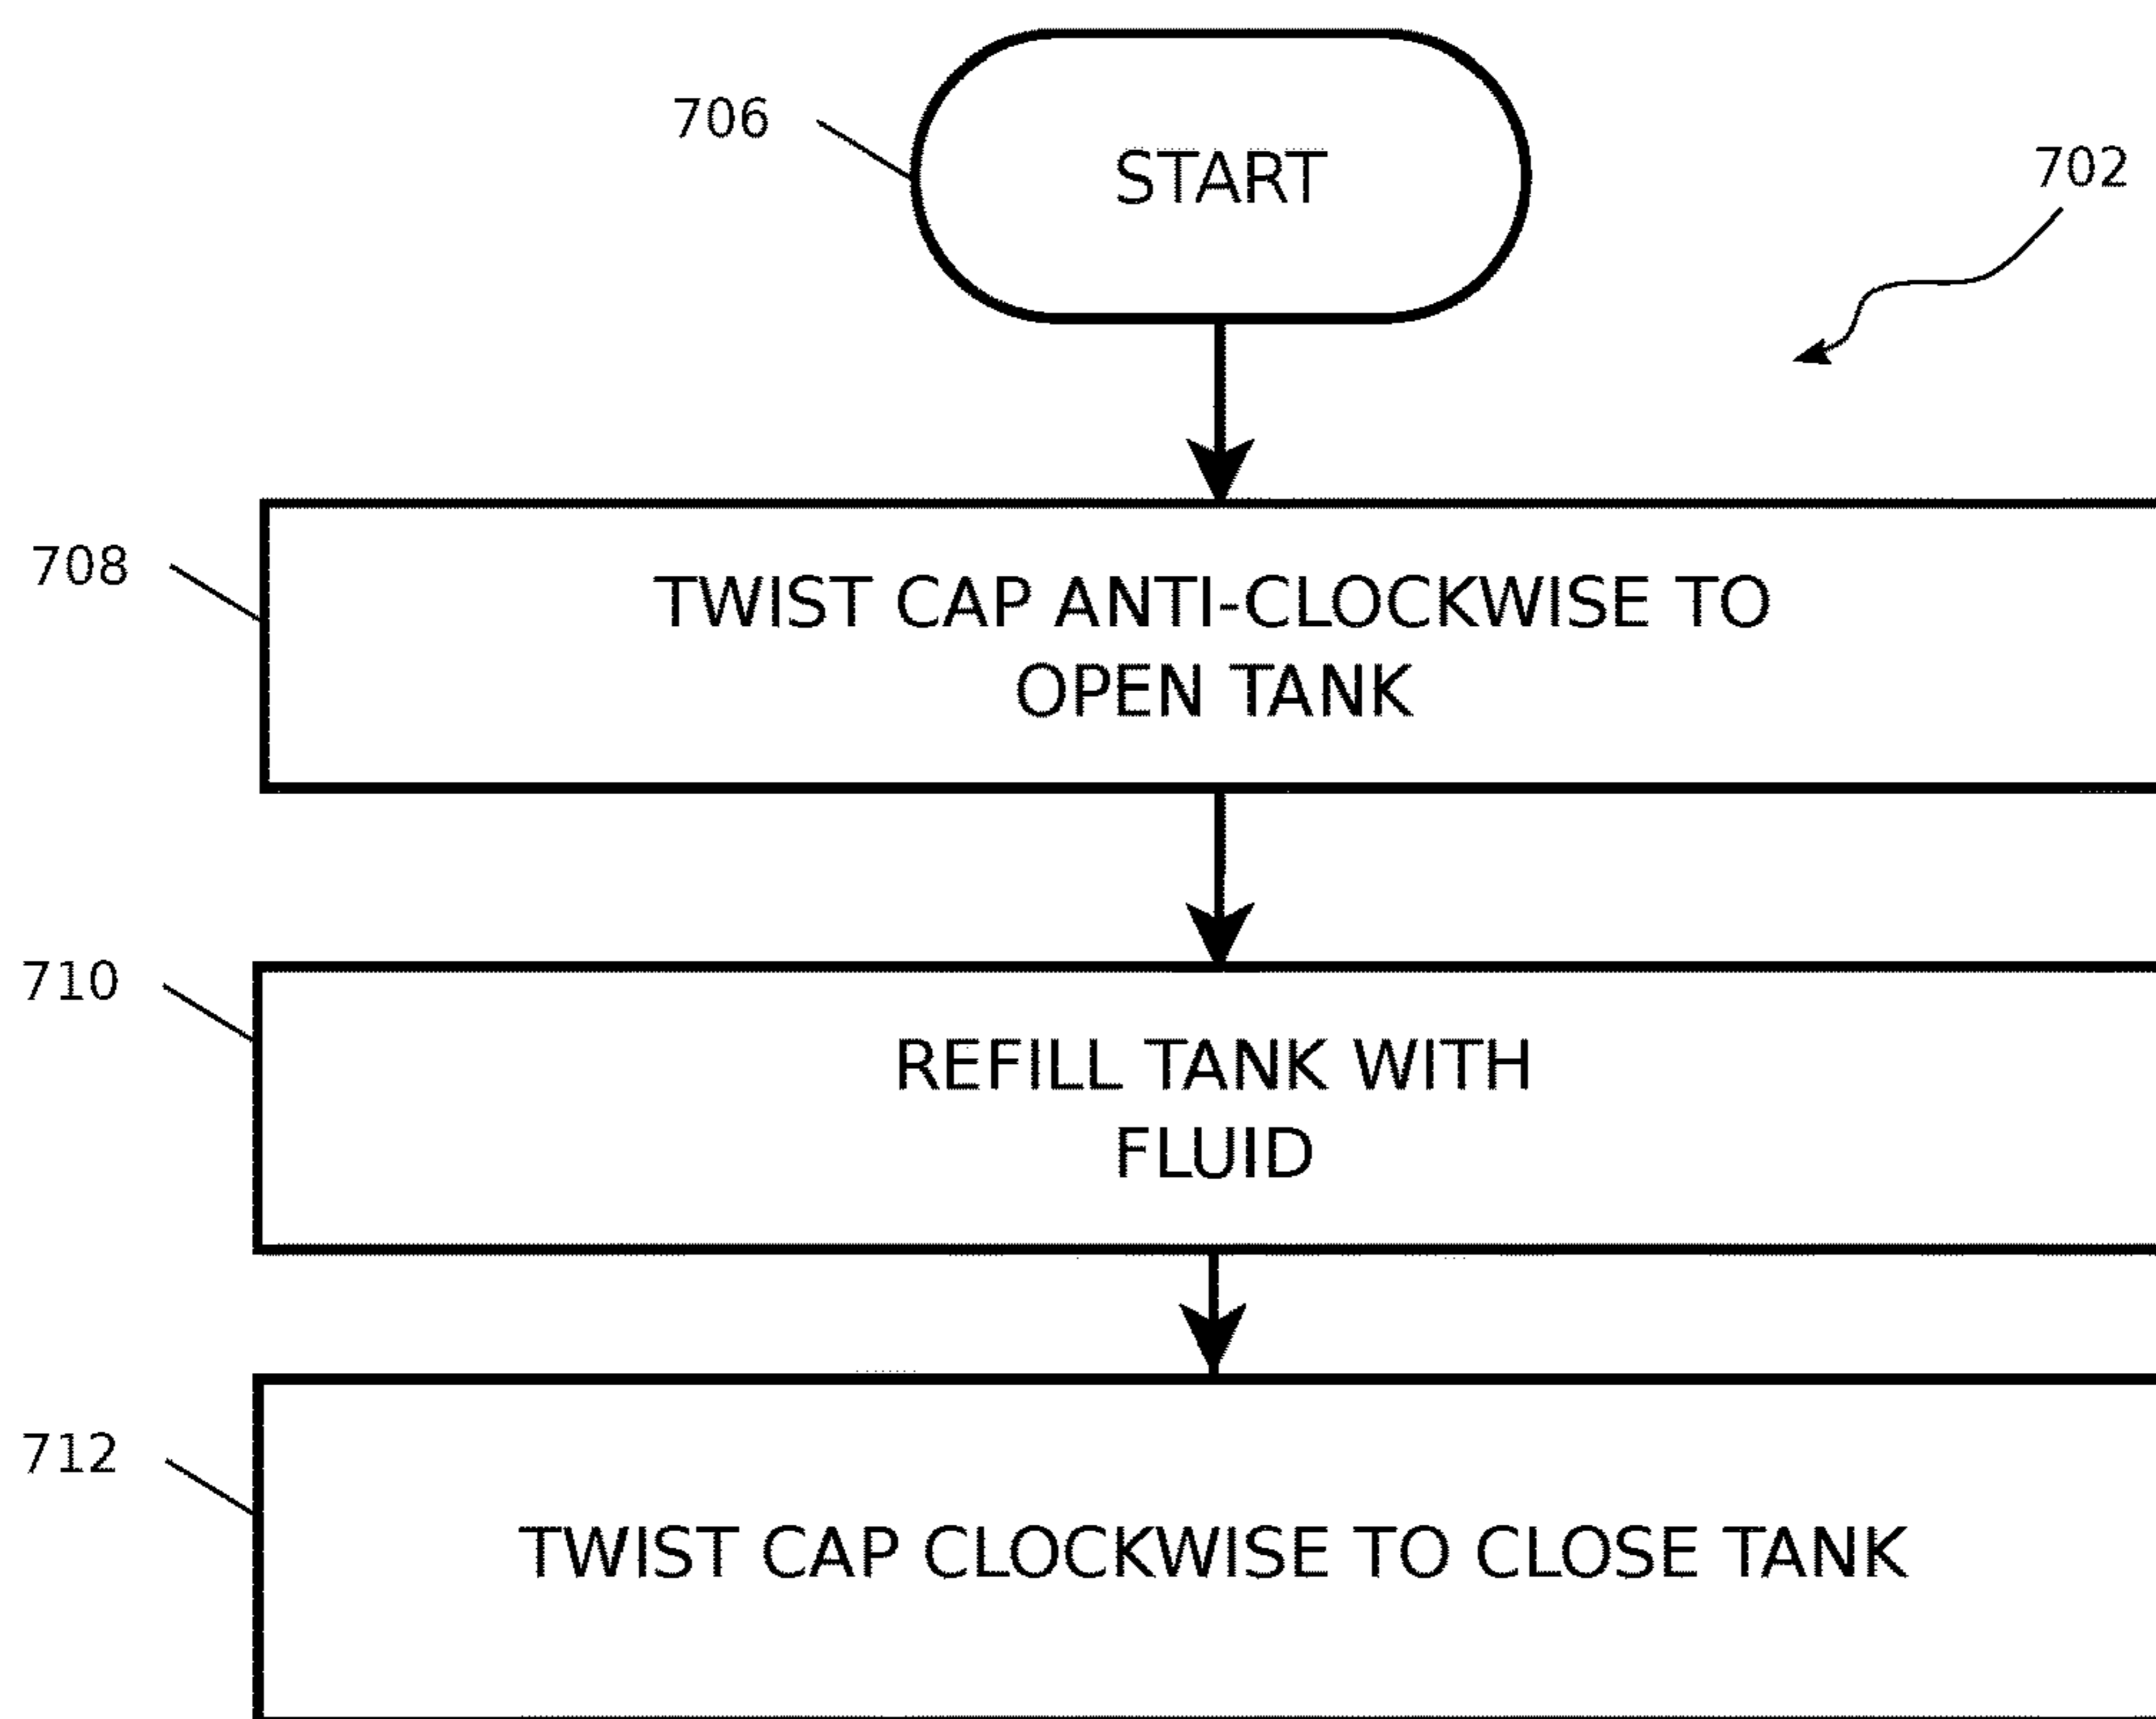 706
START
702
708
TWIST CAP ANTI-CLOCKWISE TO
OPEN TANK
710
REFILL TANK WITH
FLUID
712
TWIST CAP CLOCKWISE TO CLOSE TANK